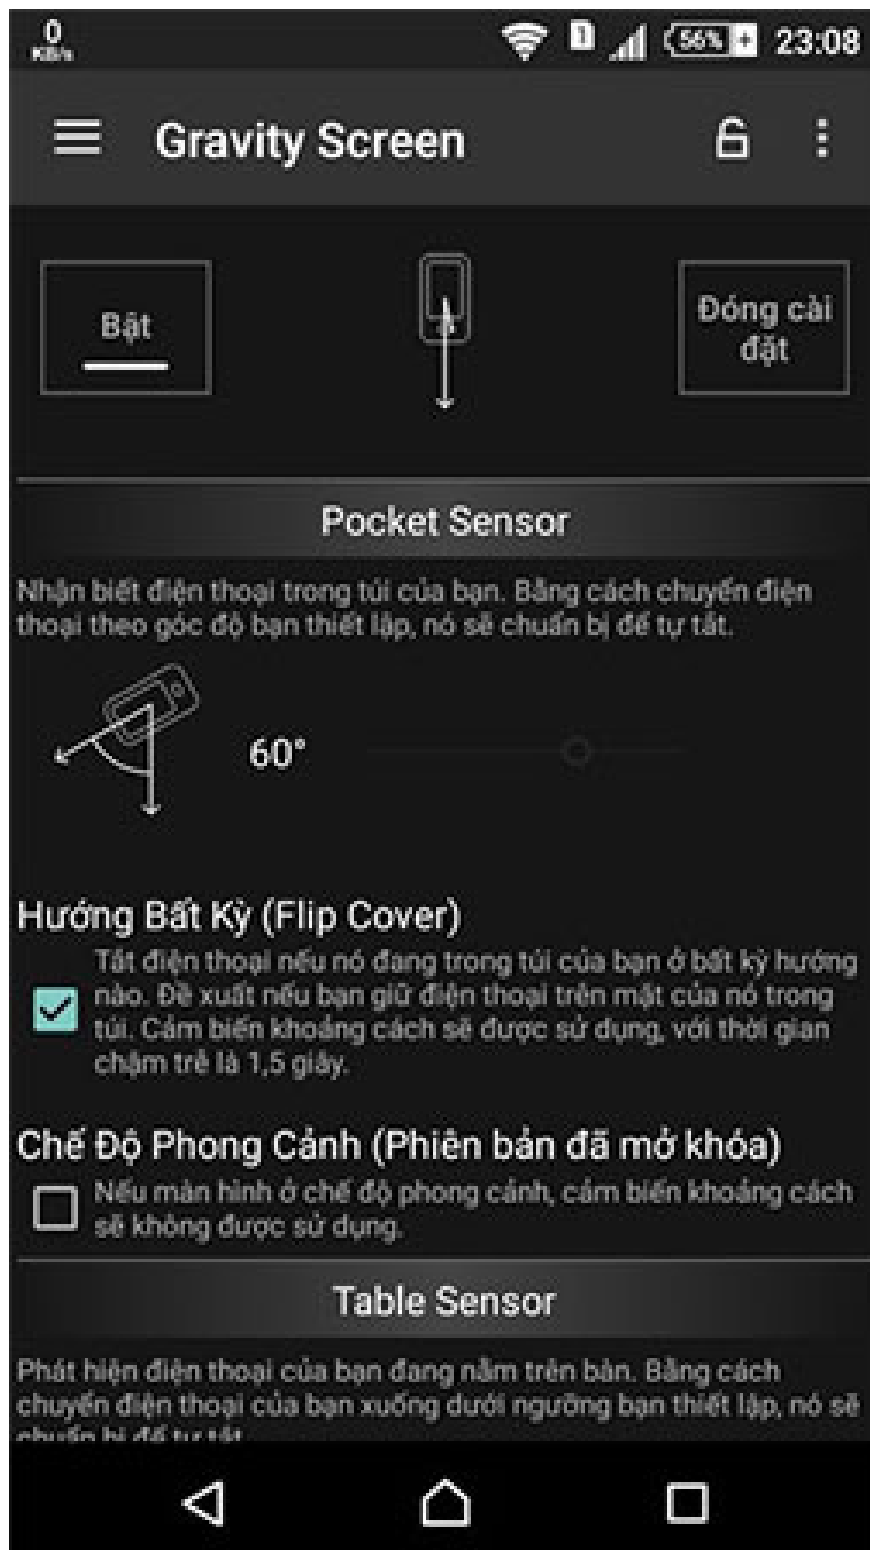 0
KB/s
1
56%
23:08
Gravity Screen
Bật
Đóng cài
đặt
Pocket Sensor
Nhận biết điện thoại trong túi của bạn. Bằng cách chuyển điện
thoại theo góc độ bạn thiết lập, nó sẽ chuẩn bị để tự tắt.
60°
Hướng Bất Kỳ (Flip Cover)
Tắt điện thoại nếu nó đang trong túi của bạn ở bất kỳ hướng
nào. Đề xuất nếu bạn giữ điện thoại trên mặt của nó trong
túi. Cảm biến khoảng cách sẽ được sử dụng, với thời gian
chậm trễ là 1,5 giây.
Chế Độ Phong Cảnh (Phiên bản đã mở khóa)
Nếu màn hình ở chế độ phong cảnh, cảm biến khoảng cách
sẽ không được sử dụng.
Table Sensor
Phát hiện điện thoại của bạn đang nằm trên bàn. Bằng cách
chuyển điện thoại của bạn xuống dưới ngưỡng bạn thiết lập, nó sẽ
chuẩn bị để tự tắt